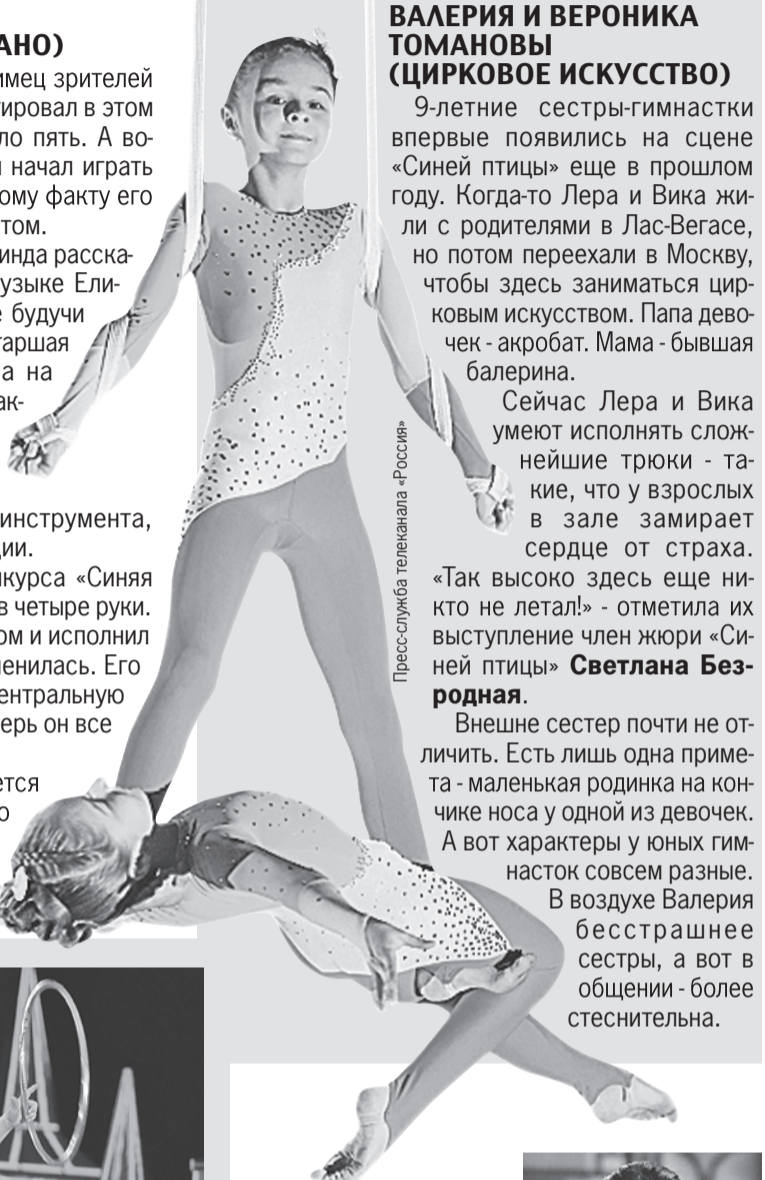 АНО)
имец зрителей
тировал в этом
ло пять. А во-
начал играть
ому факту его
том.
инда расска-
узыке Ели-
е будучи
таршая
а на
ак-
инструмента,
ции.
нкурса «Синяя
в четыре руки.
ом и исполнил
менилась. Его
ентральную
ерь он все
ется
о
ВАЛЕРИЯ И ВЕРОНИКА
ТОМАНОВЫ
(ЦИРКОВОЕ ИСКУССТВО)
9-летние сестры-гимнастки
впервые появились на сцене
«Синей птицы» еще в прошлом
году. Когда-то Лера и Вика жи-
ли с родителями в Лас-Вегасе,
но потом переехали в Москву,
чтобы здесь заниматься цир-
ковым искусством. Папа дево-
чек - акробат. Мама - бывшая
балерина.
Сейчас Лера и Вика
умеют исполнять слож-
нейшие трюки - та-
кие, что у взрослых
в зале замирает
сердце от страха.
«Так высоко здесь еще ни-
кто не летал!» - отметила их
выступление член жюри «Си-
ней птицы» Светлана Без-
родная.
Внешне сестер почти не от-
личить. Есть лишь одна приме-
та - маленькая родинка на кон-
чике носа у одной из девочек.
А вот характеры у юных гим-
насток совсем разные.
В воздухе Валерия
бесстрашнее
сестры, а вот в
общении - более
стеснительна.
Пресс-служба телеканала «Россия»